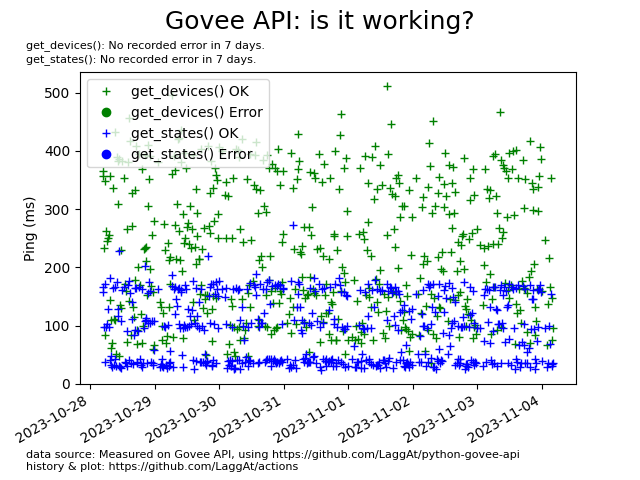 Govee API: is it working?
get_devices(): No recorded error in 7 days.
get_states(): No recorded error in 7 days.
get_devices() OK
get_devices() Error
get_states() OK
get_states() Error
Ping (ms)
500
400
300
200
100
0
2023-10-28
2023-10-29
2023-10-30
2023-10-31
2023-11-01
2023-11-02
2023-11-03
2023-11-04
data source: Measured on Govee API, using https://github.com/LaggAt/python-govee-api
history & plot: https://github.com/LaggAt/actions